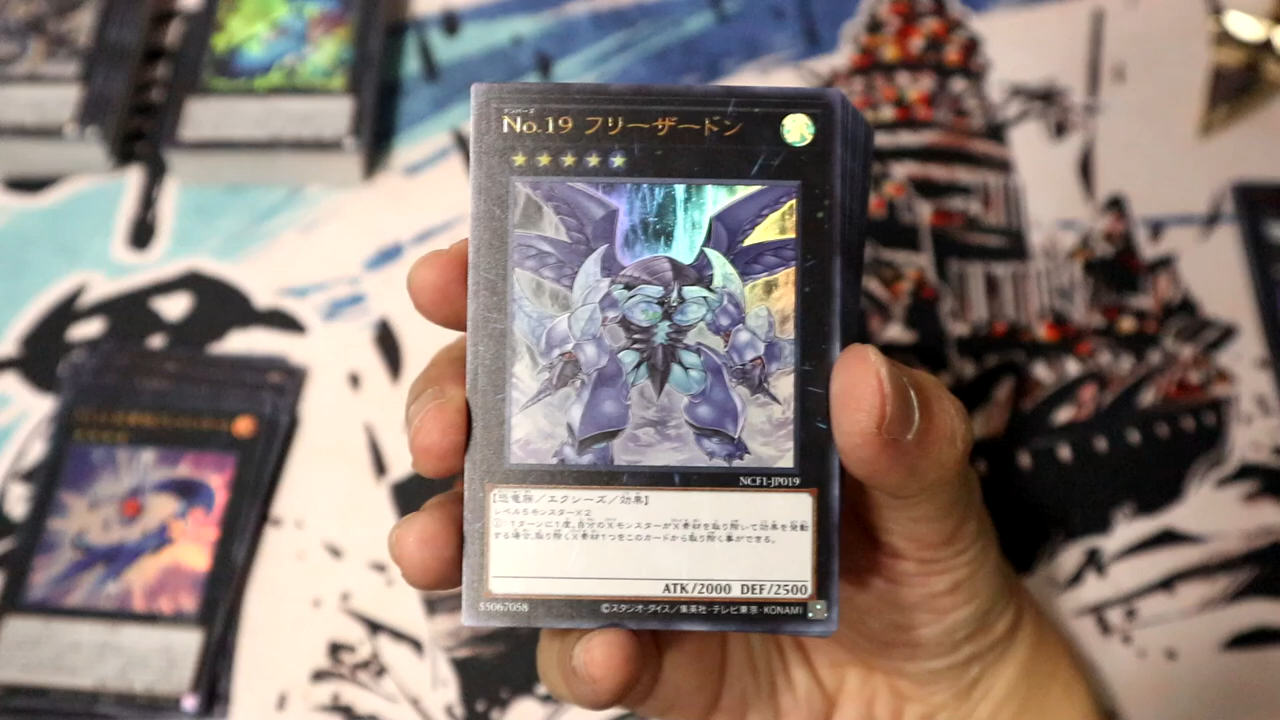 ナンバーズ
No.19 フリーザードン
NCF1-JP019
【恐竜族/エクシーズ/効果】
レベル5モンスター×2
①:1ターンに1度、自分のXモンスターがX素材を取り除いて効果を発動
する場合、取り除くX素材1つをこのカードから取り除く事ができる。
ATK/2000 DEF/2500
55067058
©スタジオ・ダイス/集英社・テレビ東京・KONAMI